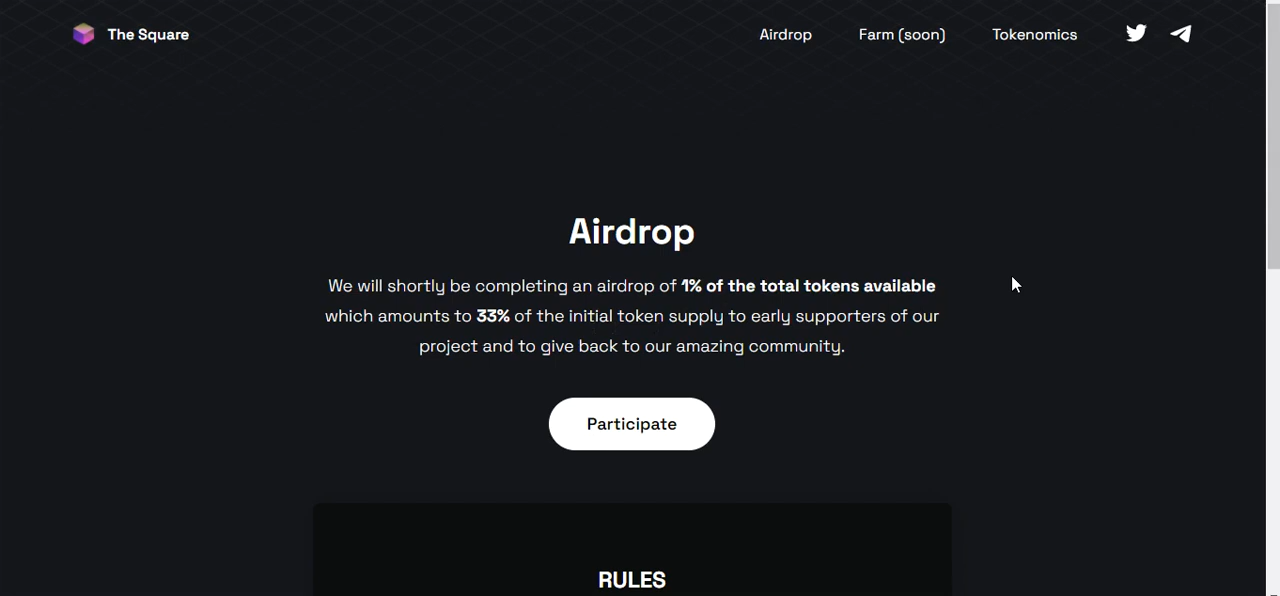 The Square
Airdrop
Farm (soon)
Tokenomics
Airdrop
We will shortly be completing an airdrop of 1% of the total tokens available
which amounts to 33% of the initial token supply to early supporters of our
project and to give back to our amazing community.
Participate
RULES